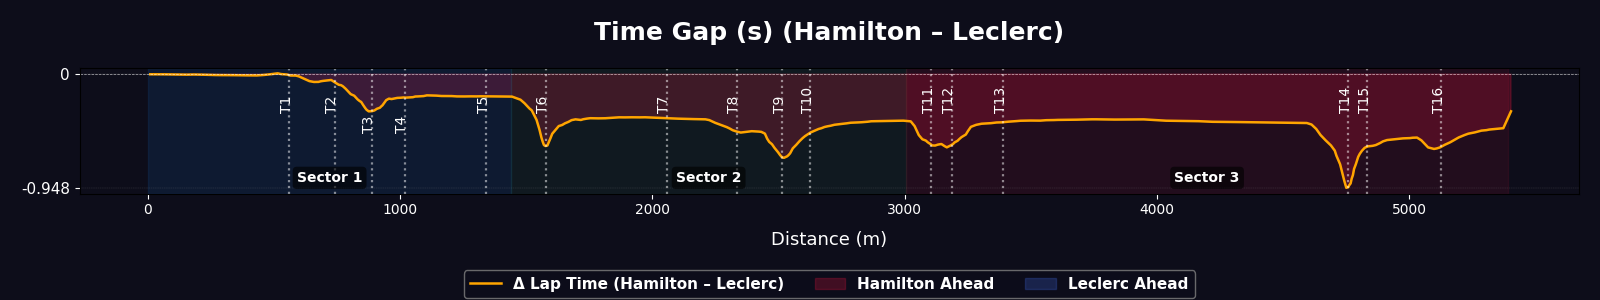 Time Gap (s) (Hamilton – Leclerc)
0
-0.948
T1
T2
T3
T4
T5
T6
T7
T8
T9
T10
T11
T12
T13
T14
T15
T16
Sector 1
Sector 2
Sector 3
0
1000
2000
3000
4000
5000
Distance (m)
Δ Lap Time (Hamilton – Leclerc)
Hamilton Ahead
Leclerc Ahead